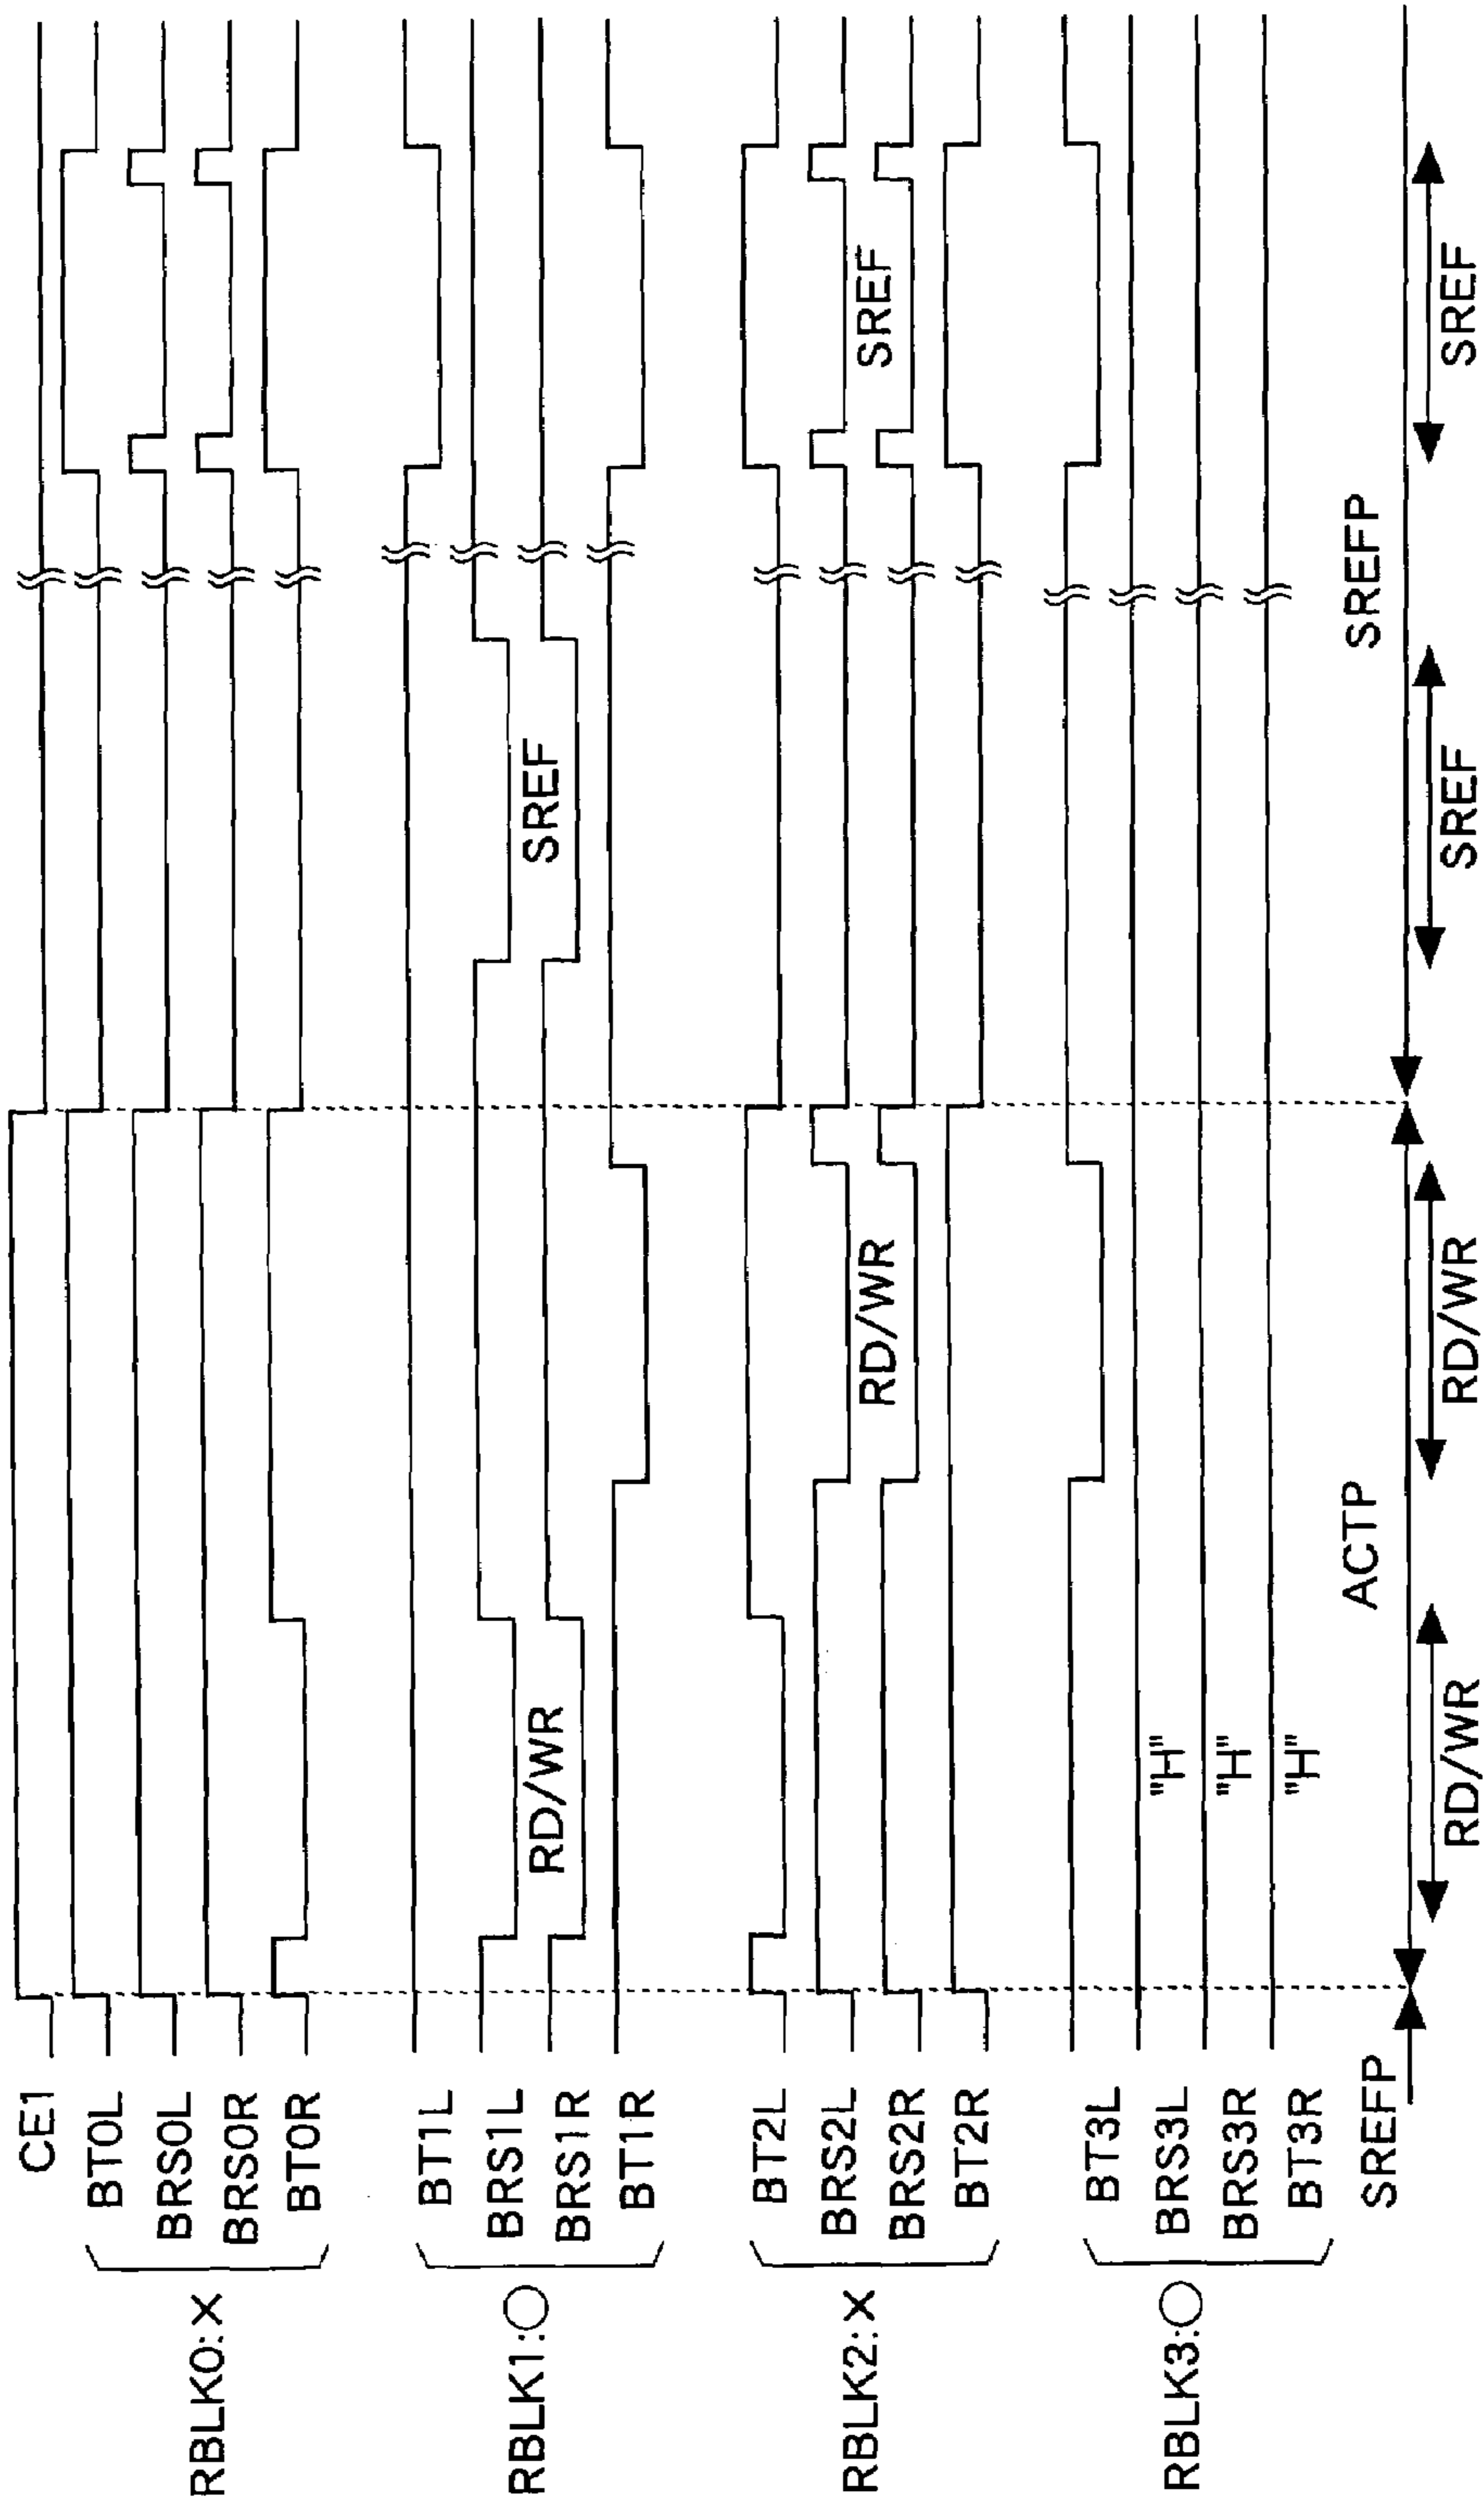 CE1
RBLK0:X
BT0L
BRS0L
BRS0R
BT0R
RBLK1:○
BT1L
BRS1L
RD/WR
SREF
BRS1R
BT1R
RBLK2:X
BT2L
BRS2L
RD/WR
SREF
BRS2R
BT2R
RBLK3:○
BT3L
BRS3L
"H"
BRS3R
"H"
BT3R
"H"
SREFP
ACTP
SREFP
RD/WR
RD/WR
SREF
SREF